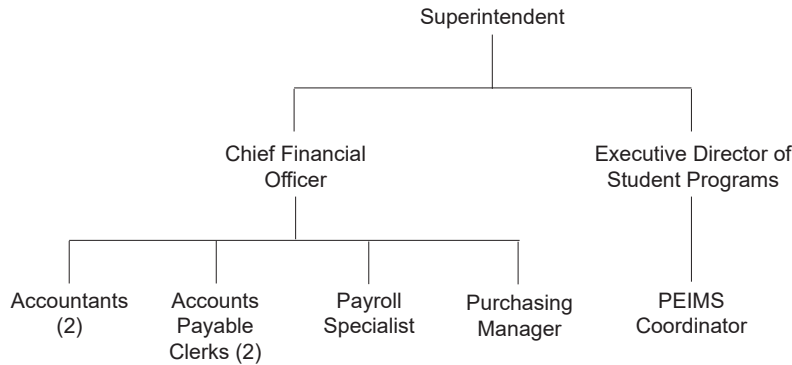 Superintendent
Chief Financial
Officer
Executive Director of
Student Programs
Accountants
(2)
Accounts
Payable
Clerks (2)
Payroll
Specialist
Purchasing
Manager
PEIMS
Coordinator